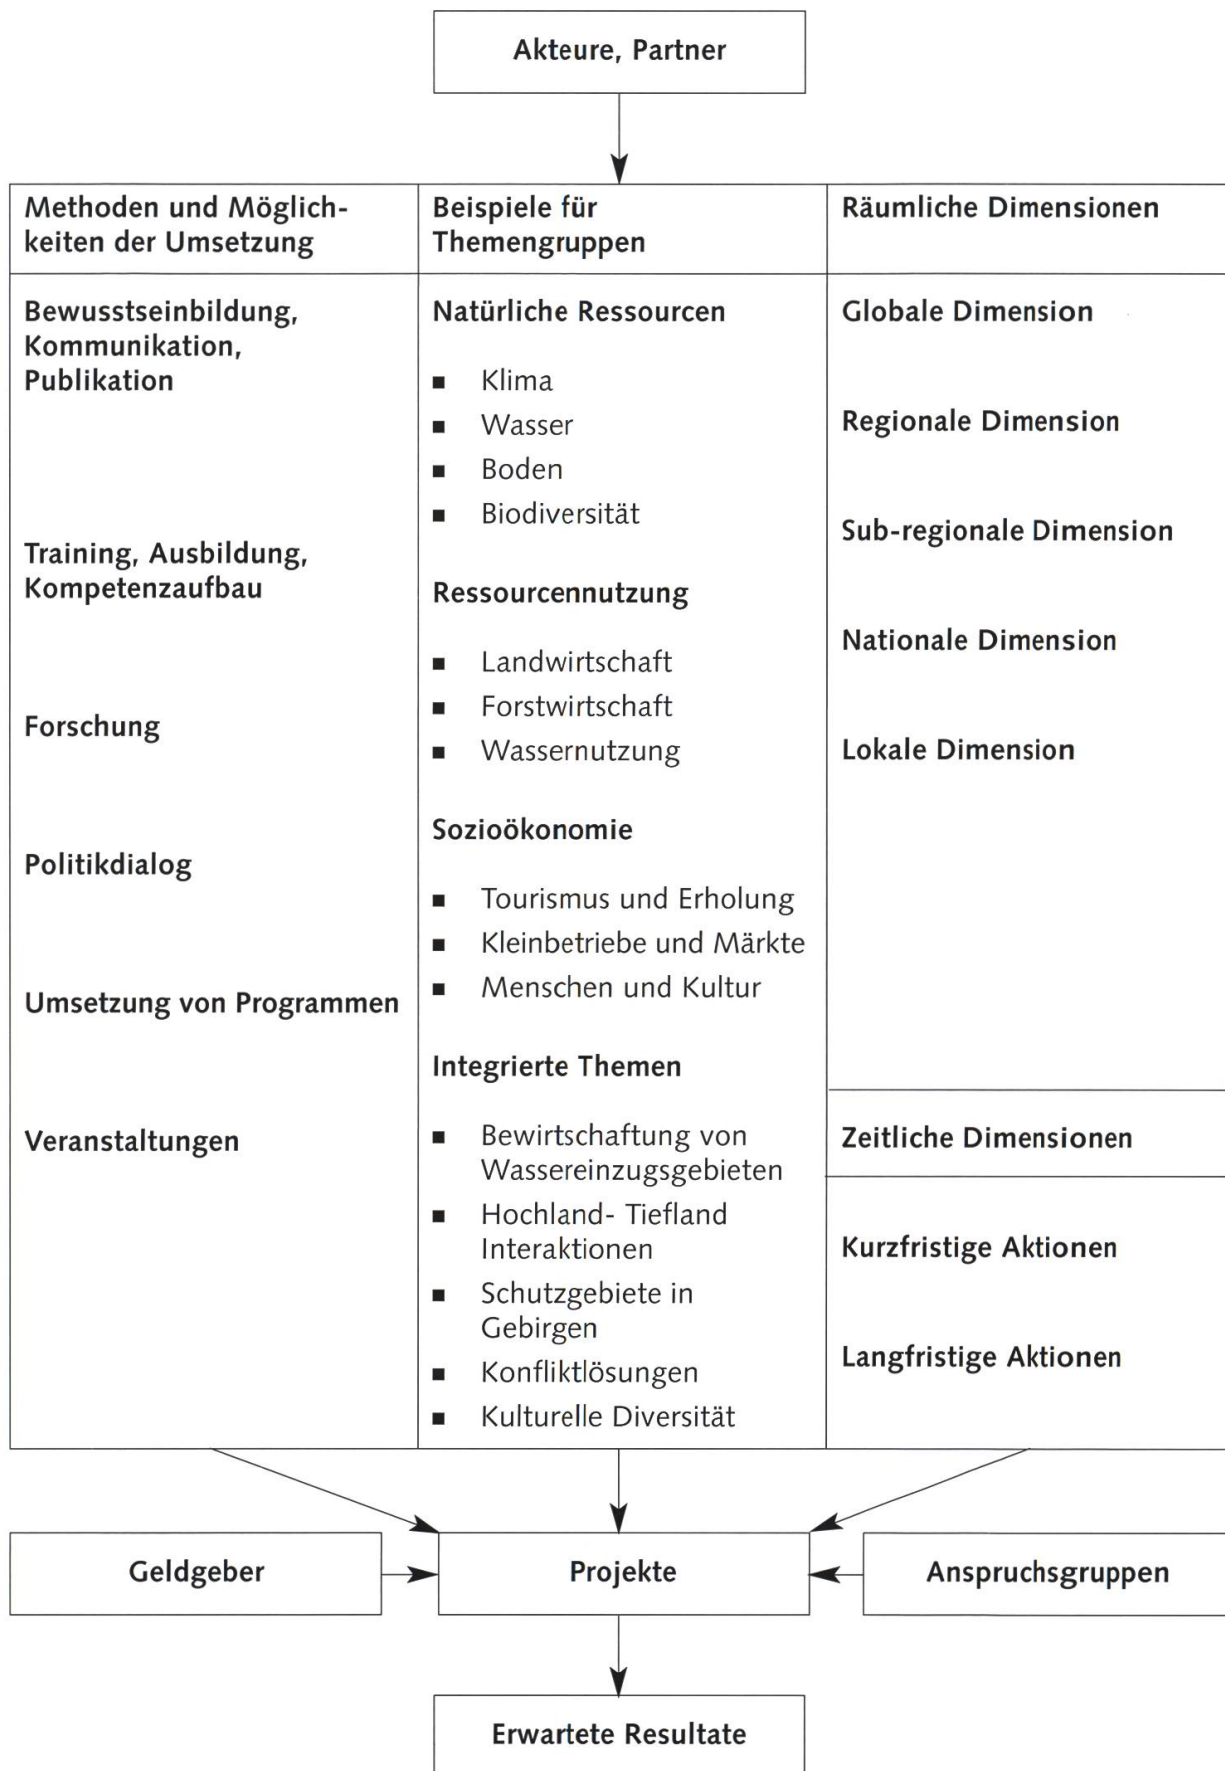 Akteure, Partner
Methoden und Möglich-
keiten der Umsetzung
Beispiele für
Themengruppen
Räumliche Dimensionen
Bewusstseinbildung,
Kommunikation,
Publikation
Training, Ausbildung,
Kompetenzaufbau
Forschung
Politikdialog
Umsetzung von Programmen
Veranstaltungen
Natürliche Ressourcen
■ Klima
■ Wasser
■ Boden
■ Biodiversität
Ressourcennutzung
■ Landwirtschaft
■ Forstwirtschaft
■ Wassernutzung
Sozioökonomie
■ Tourismus und Erholung
■ Kleinbetriebe und Märkte
■ Menschen und Kultur
Integrierte Themen
■ Bewirtschaftung von
Wassereinzugsgebieten
■ Hochland- Tiefland
Interaktionen
■ Schutzgebiete in
Gebirgen
■ Konfliktlösungen
■ Kulturelle Diversität
Globale Dimension
Regionale Dimension
Sub-regionale Dimension
Nationale Dimension
Lokale Dimension
Zeitliche Dimensionen
Kurzfristige Aktionen
Langfristige Aktionen
Geldgeber
Projekte
Anspruchsgruppen
Erwartete Resultate